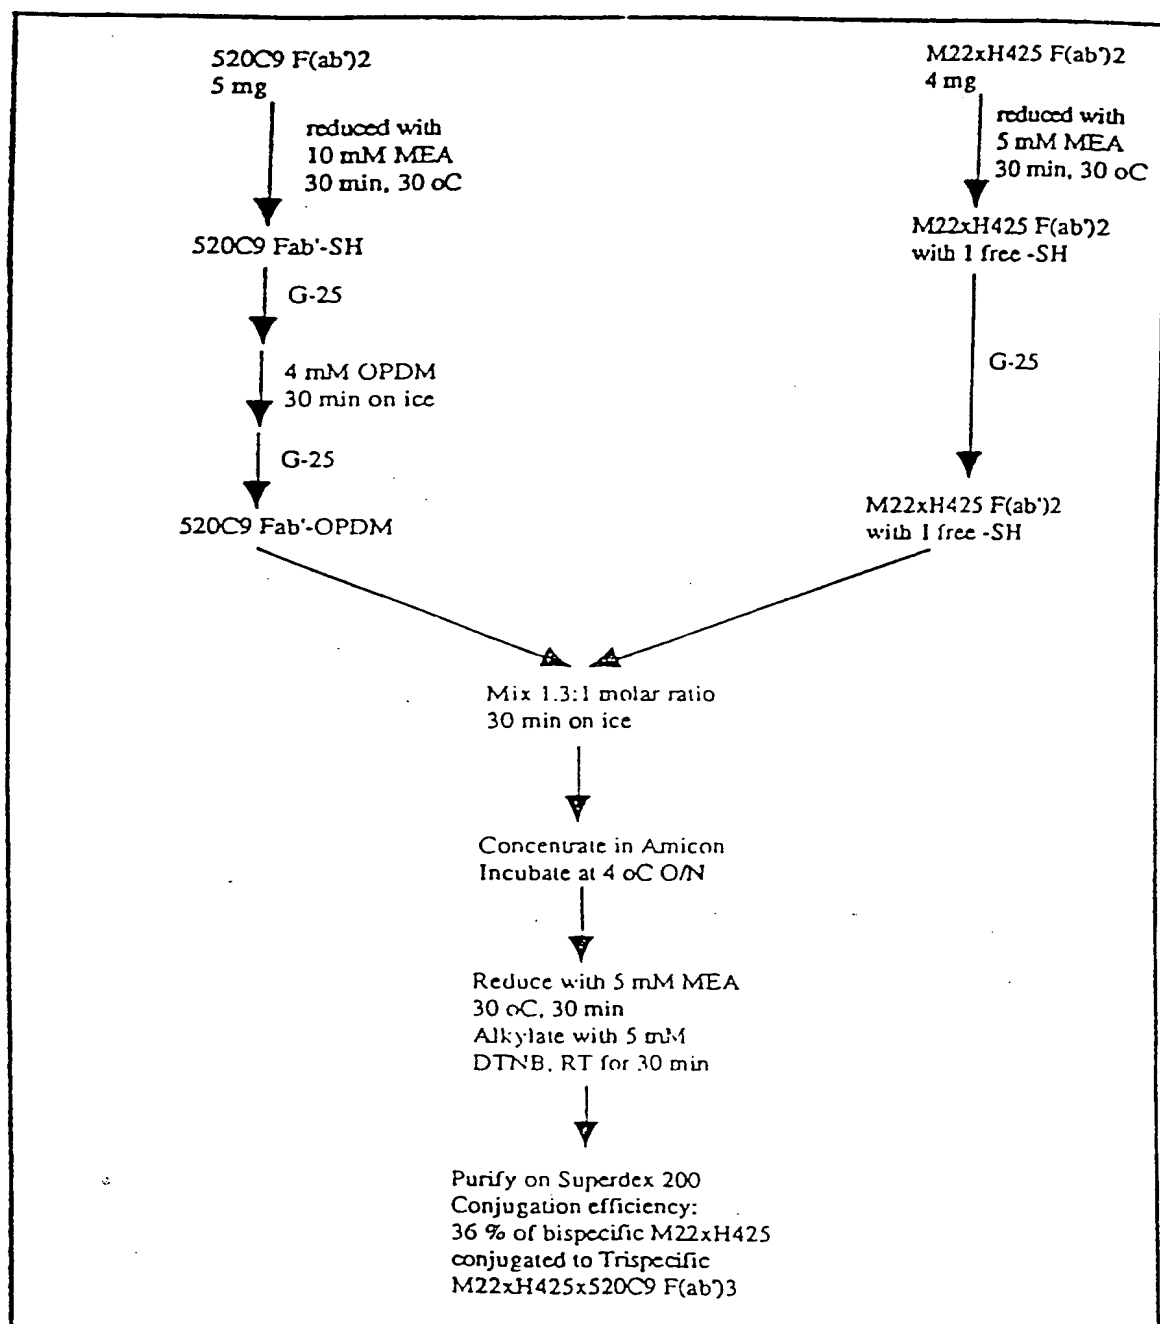 520C9 F(ab')2
5 mg
reduced with
10 mM MEA
30 min, 30 oC
520C9 Fab'-SH
G-25
4 mM OPDM
30 min on ice
G-25
520C9 Fab'-OPDM
M22xH425 F(ab')2
4 mg
reduced with
5 mM MEA
30 min, 30 oC
M22xH425 F(ab')2
with 1 free -SH
G-25
M22xH425 F(ab')2
with 1 free -SH
Mix 1.3:1 molar ratio
30 min on ice
Concentrate in Amicon
Incubate at 4 oC O/N
Reduce with 5 mM MEA
30 oC, 30 min
Alkylate with 5 mM
DTNB, RT for 30 min
Purify on Superdex 200
Conjugation efficiency:
36 % of bispecific M22xH425
conjugated to Trispecific
M22xH425x520C9 F(ab')3